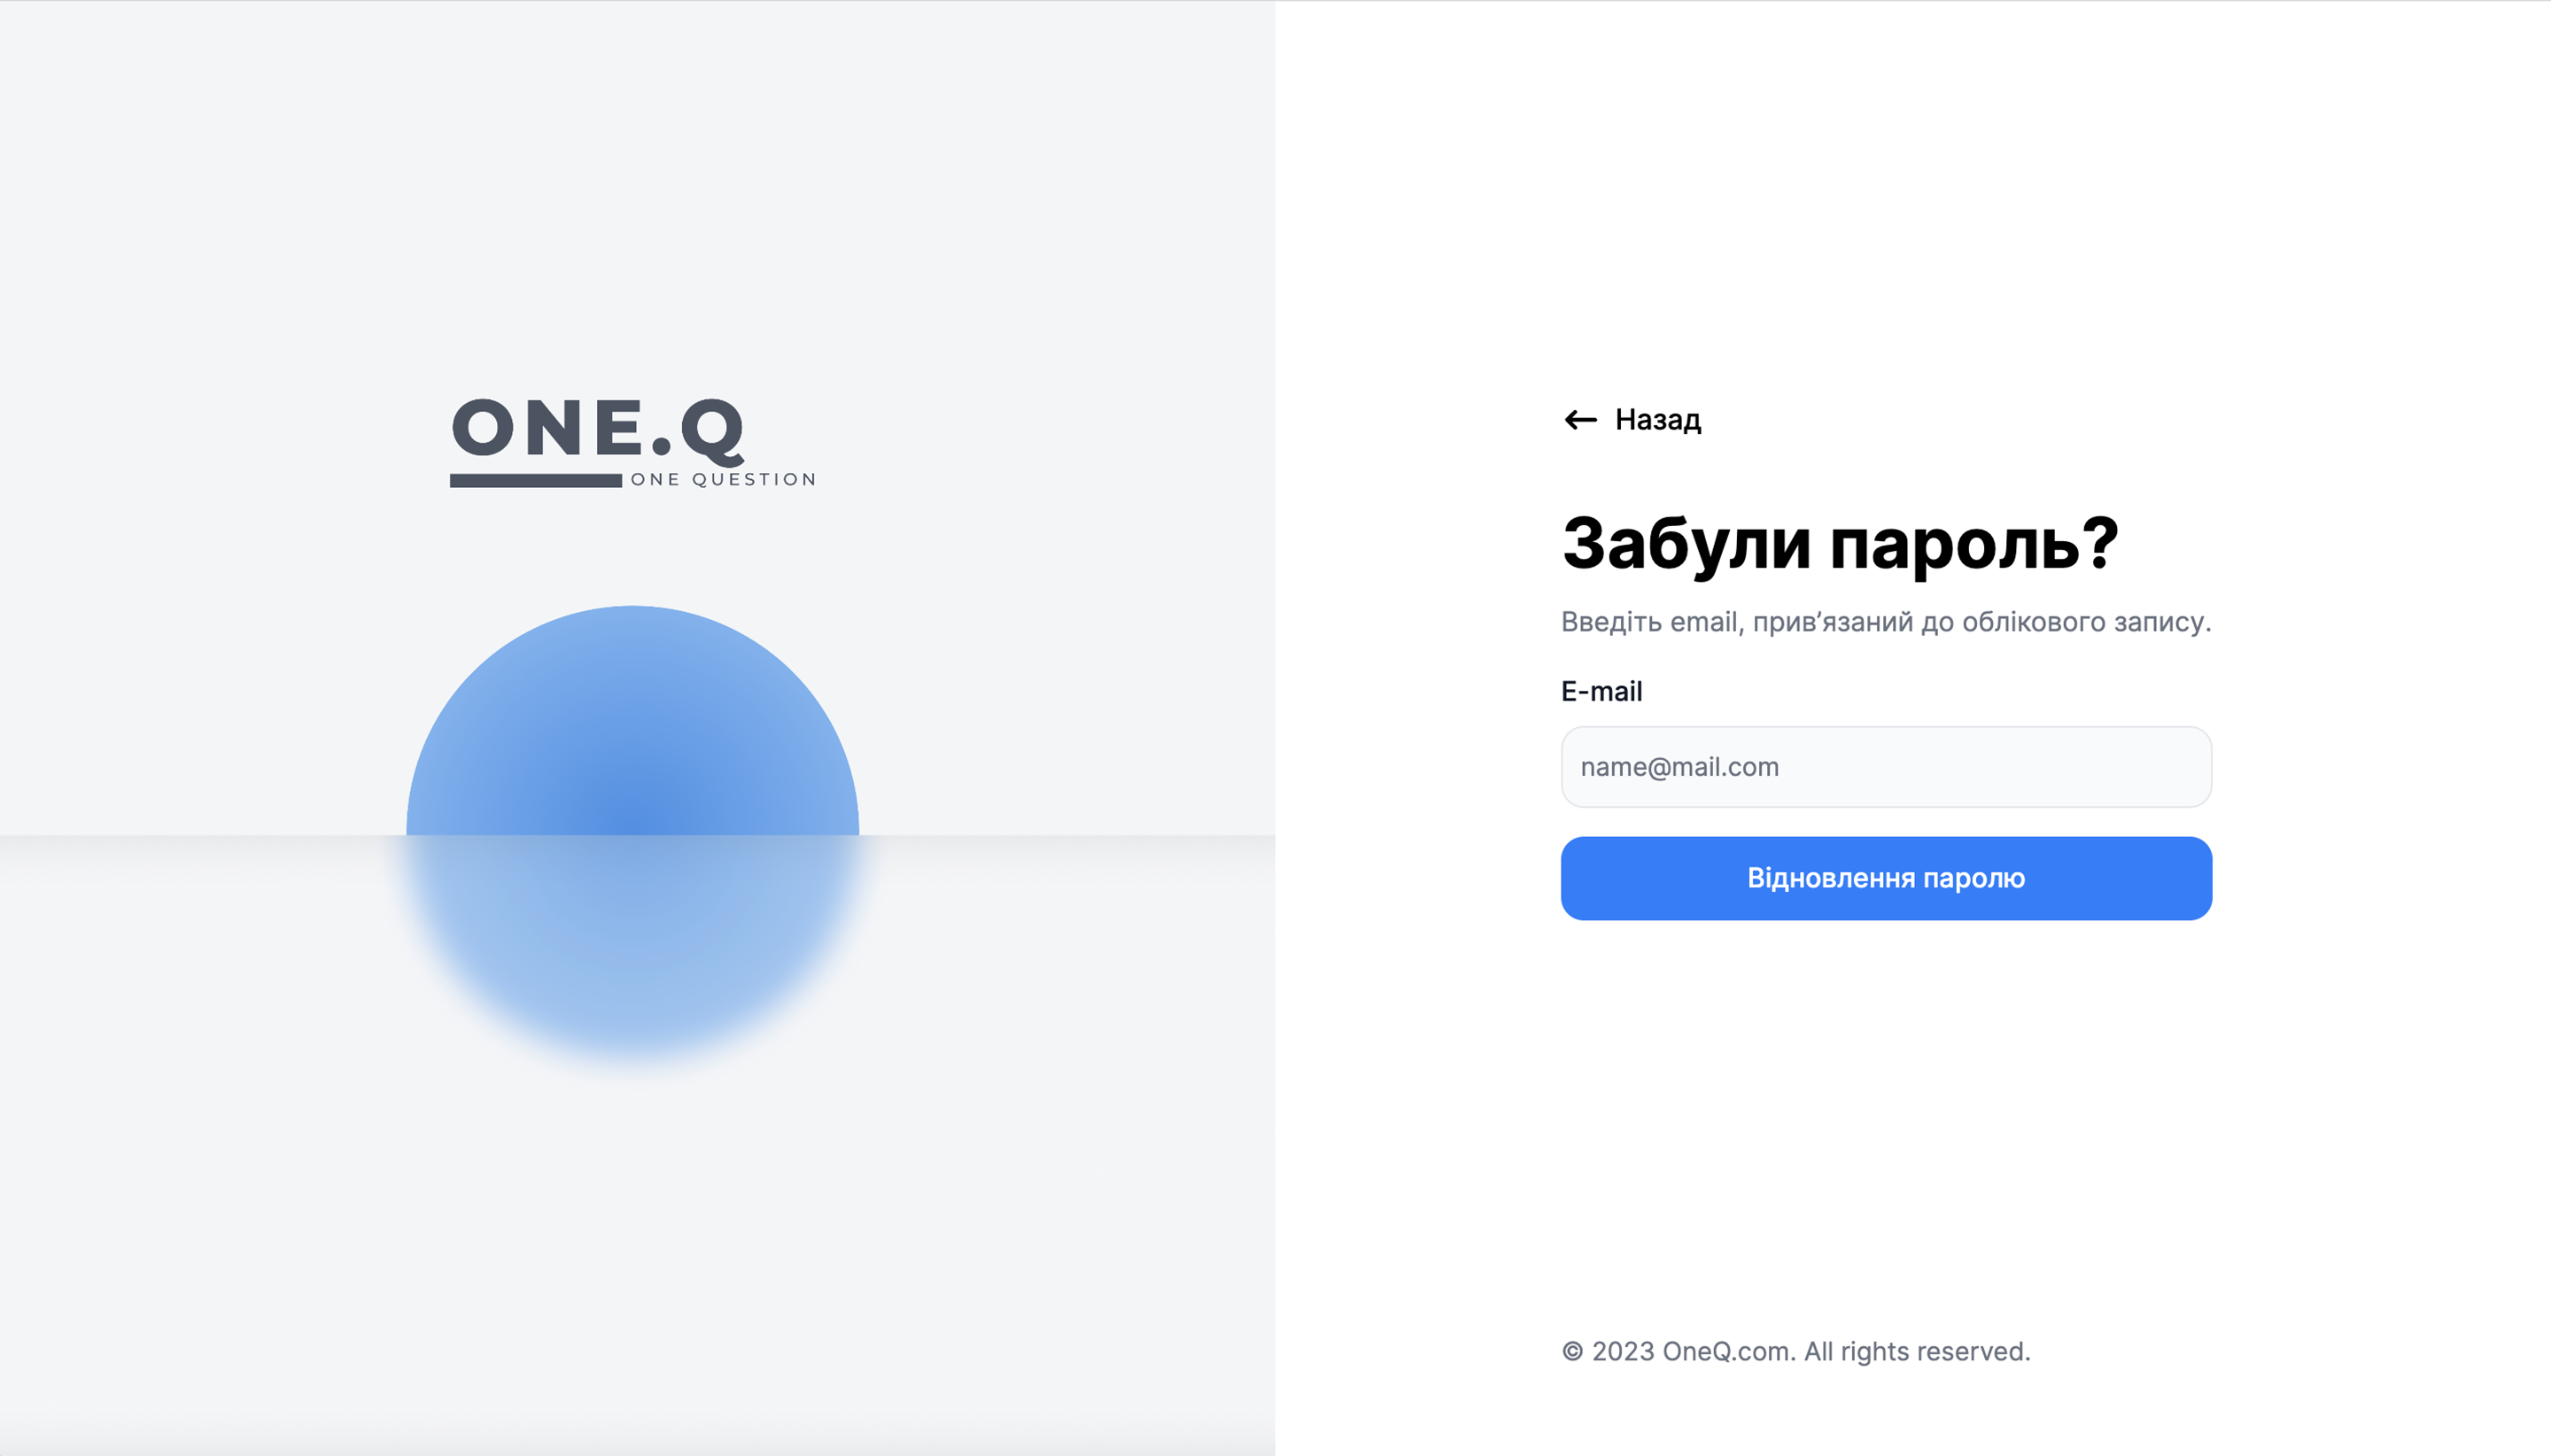 ONE.Q
ONE QUESTION
Назад
Забули пароль?
Введіть email, прив’язаний до облікового запису.
E-mail
name@mail.com
Відновлення паролю
© 2023 OneQ.com. All rights reserved.